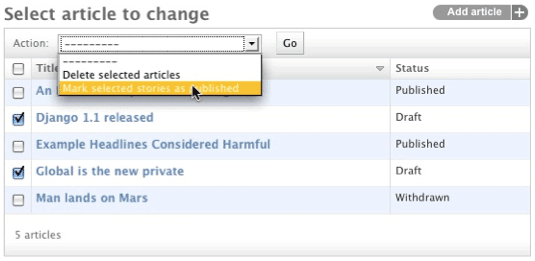 Select article to change
Add article +
Action: --------- Go
---------
Delete selected articles
Mark selected stories as published
Title Status
An Published
Django 1.1 released Draft
Example Headlines Considered Harmful Published
Global is the new private Draft
Man lands on Mars Withdrawn
5 articles